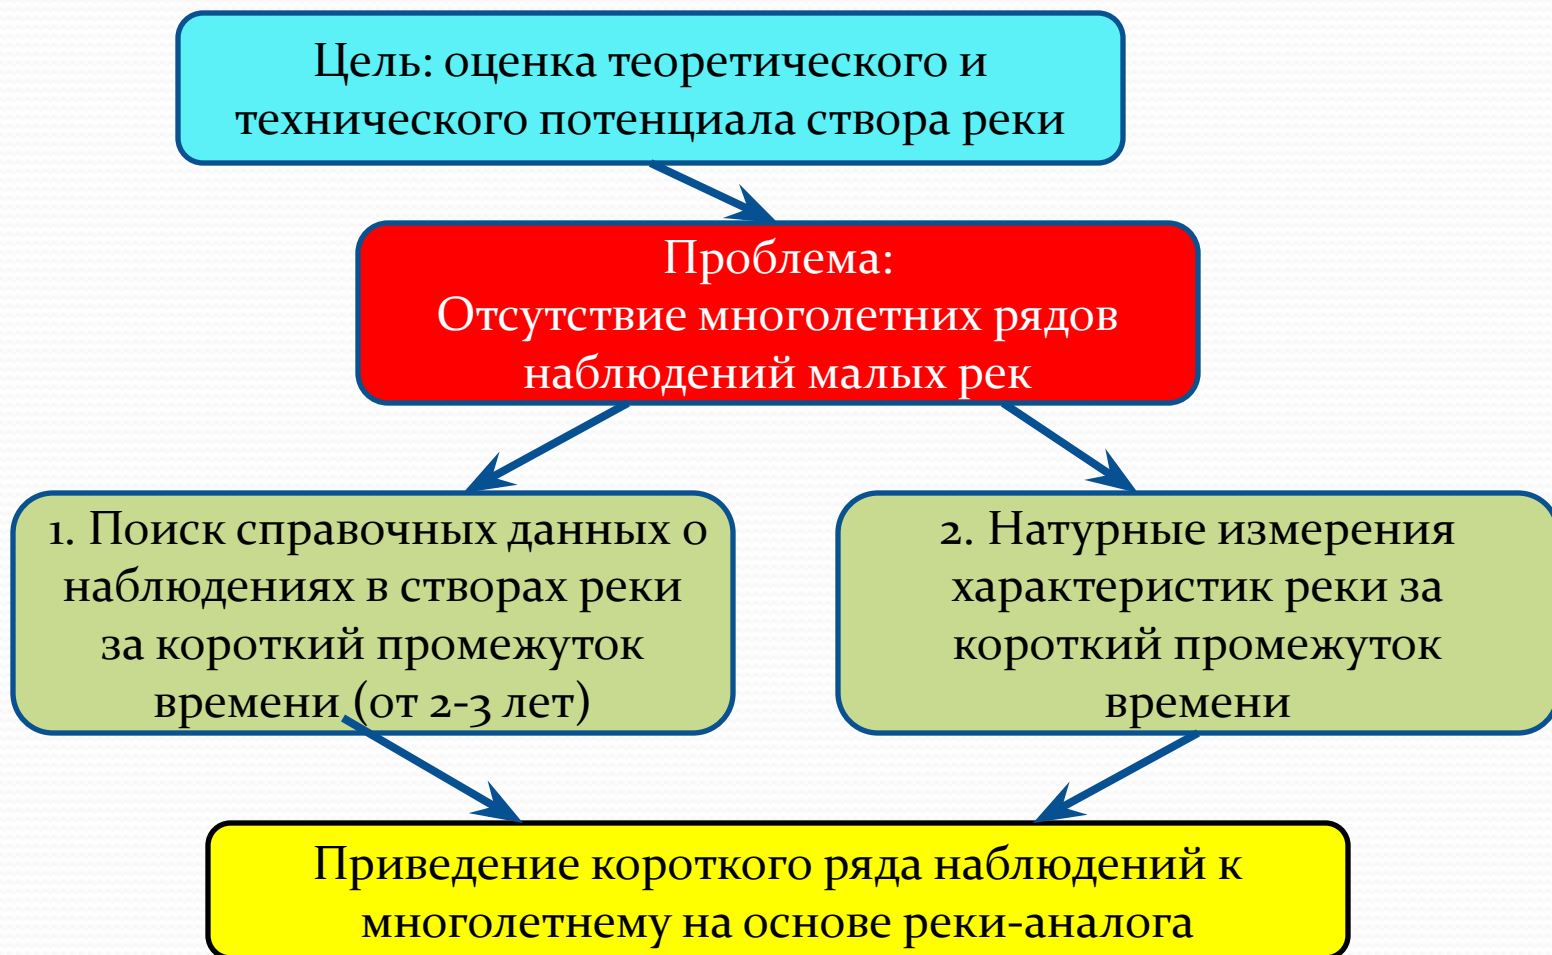 Цель: оценка теоретического и
технического потенциала створа реки
Проблема:
Отсутствие многолетних рядов
наблюдений малых рек
1. Поиск справочных данных о
наблюдениях в створах реки
за короткий промежуток
времени (от 2-3 лет)
2. Натурные измерения
характеристик реки за
короткий промежуток
времени
Приведение короткого ряда наблюдений к
многолетнему на основе реки-аналога